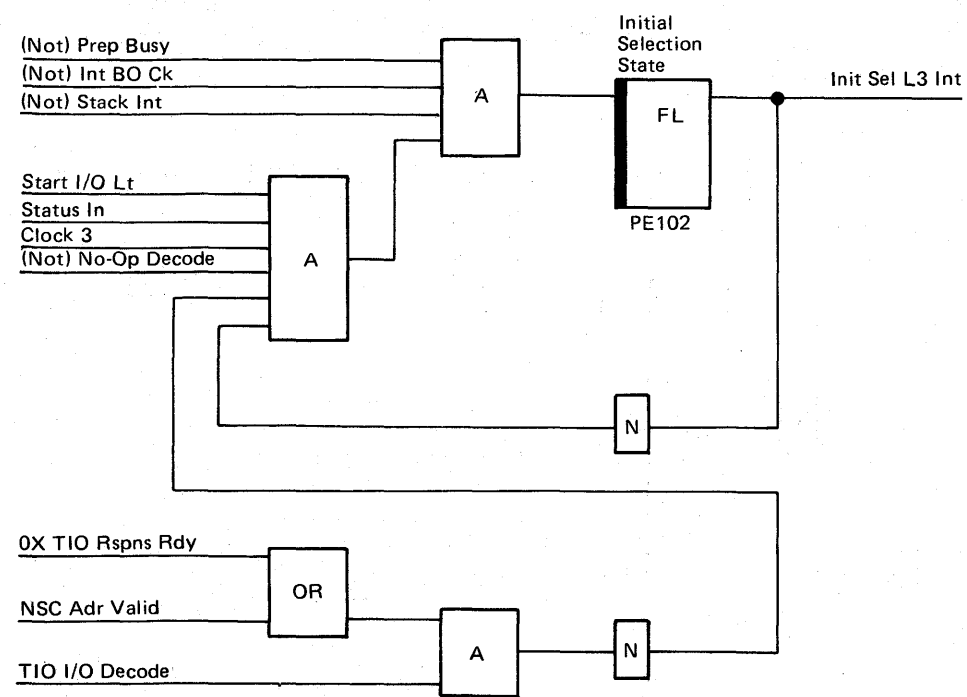 Initial
Selection
State
(Not) Prep Busy
(Not) Int BO Ck
(Not) Stack Int
A
FL
Init Sel L3 Int
PE102
Start I/O Lt
Status In
Clock 3
(Not) No-Op Decode
A
N
0X TIO Rspns Rdy
OR
NSC Adr Valid
A
N
TIO I/O Decode